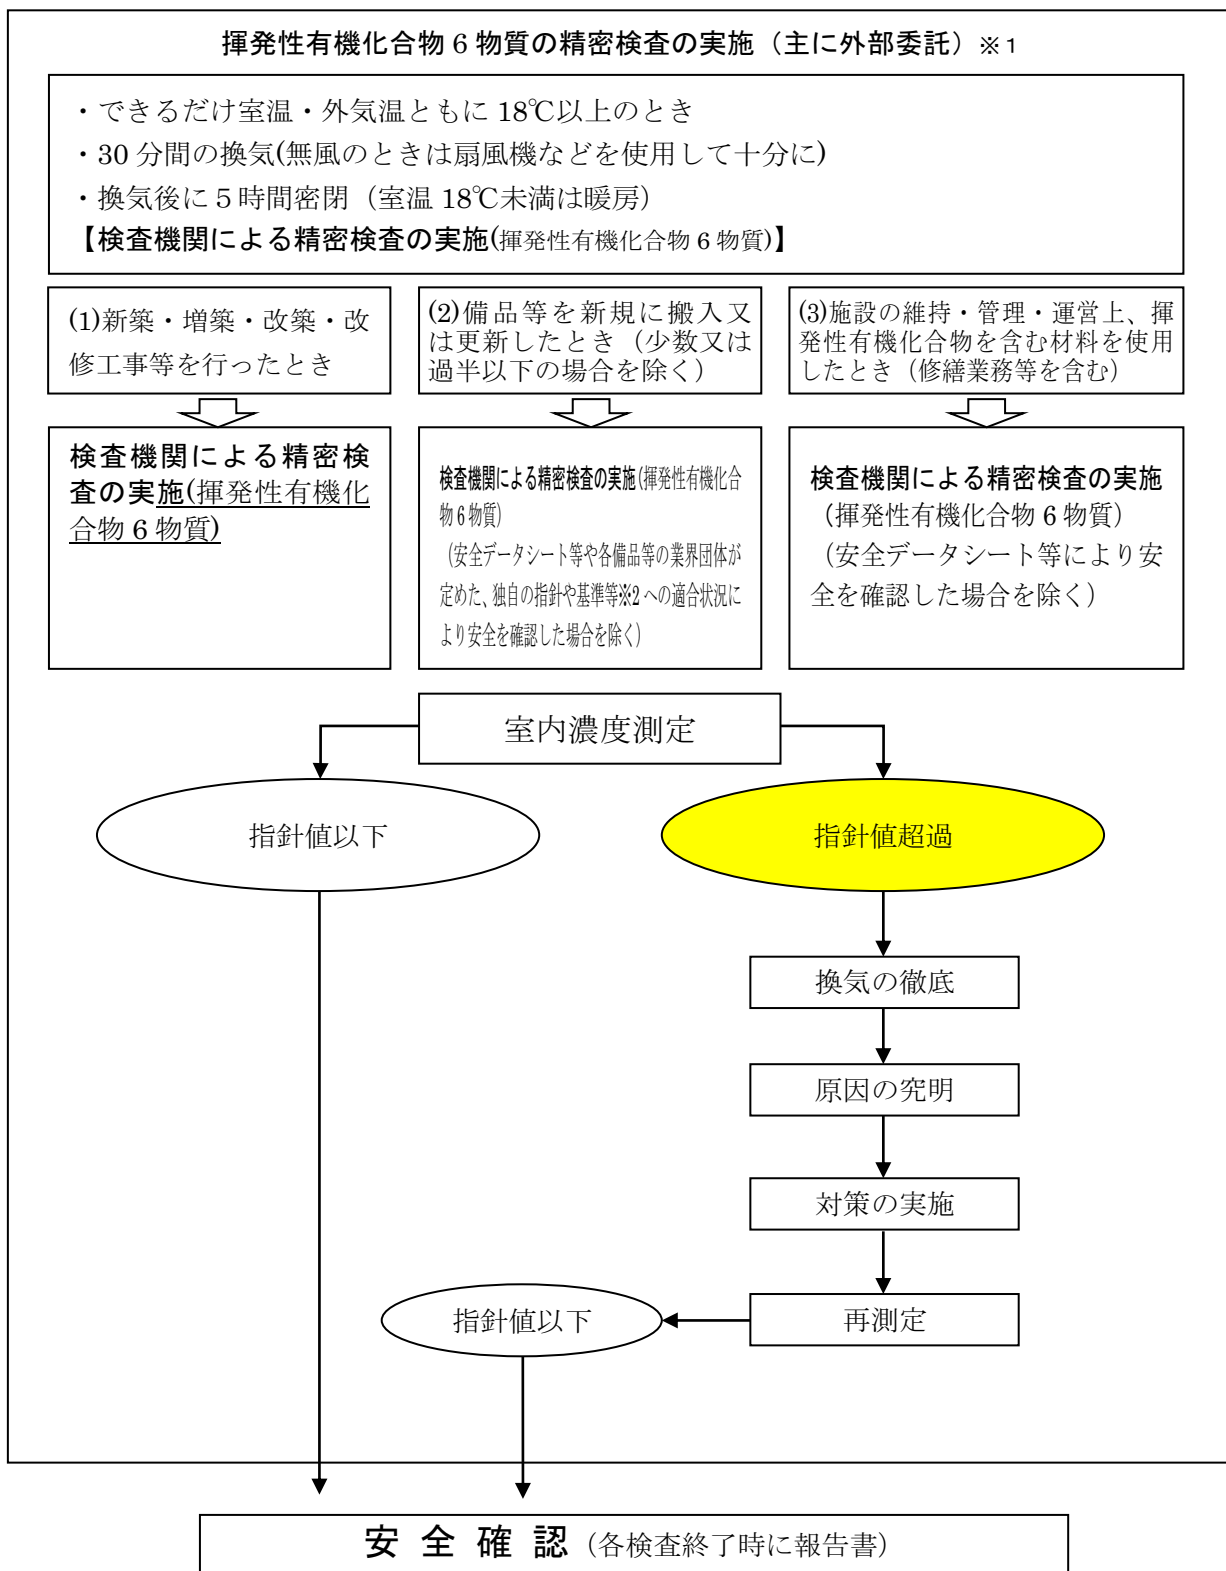 揮発性有機化合物 6 物質の精密検査の実施（主に外部委託）※１
・できるだけ室温・外気温ともに 18℃以上のとき
・30 分間の換気(無風のときは扇風機などを使用して十分に)
・換気後に５時間密閉（室温 18℃未満は暖房）
【検査機関による精密検査の実施(揮発性有機化合物 6 物質)】
(1)新築・増築・改築・改
修工事等を行ったとき
(2)備品等を新規に搬入又
は更新したとき（少数又は
過半以下の場合を除く）
(3)施設の維持・管理・運営上、揮
発性有機化合物を含む材料を使用
したとき（修繕業務等を含む）
検査機関による精密検
査の実施(揮発性有機化
合物 6 物質)
検査機関による精密検査の実施(揮発性有機化合
物 6 物質)
（安全データシート等や各備品等の業界団体が
定めた、独自の指針や基準等※2 への適合状況に
より安全を確認した場合を除く）
検査機関による精密検査の実施
（揮発性有機化合物 6 物質）
（安全データシート等により安
全を確認した場合を除く）
室内濃度測定
指針値以下
指針値超過
換気の徹底
原因の究明
対策の実施
再測定
指針値以下
安 全 確 認（各検査終了時に報告書）